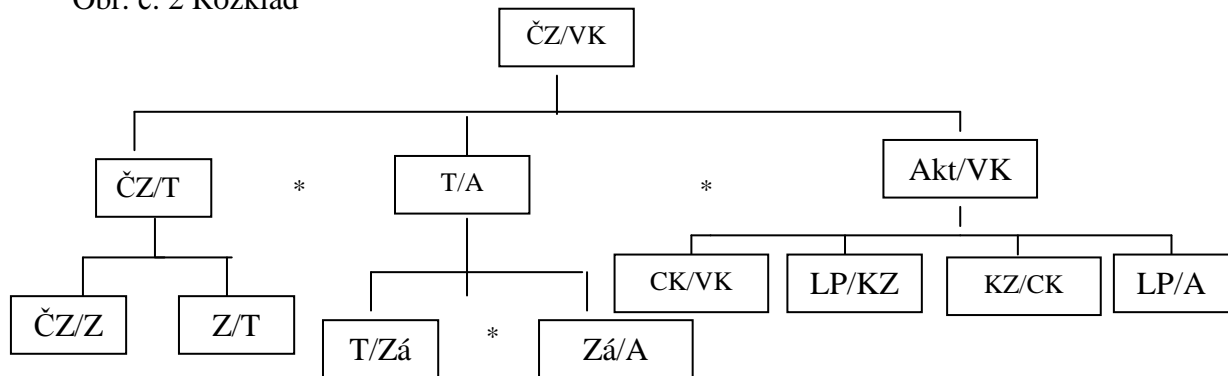 Obr. č. 2 Rozklad
ČZ/VK
ČZ/T * T/A * Akt/VK
CK/VK LP/KZ KZ/CK LP/A
ČZ/Z Z/T T/Zá * Zá/A